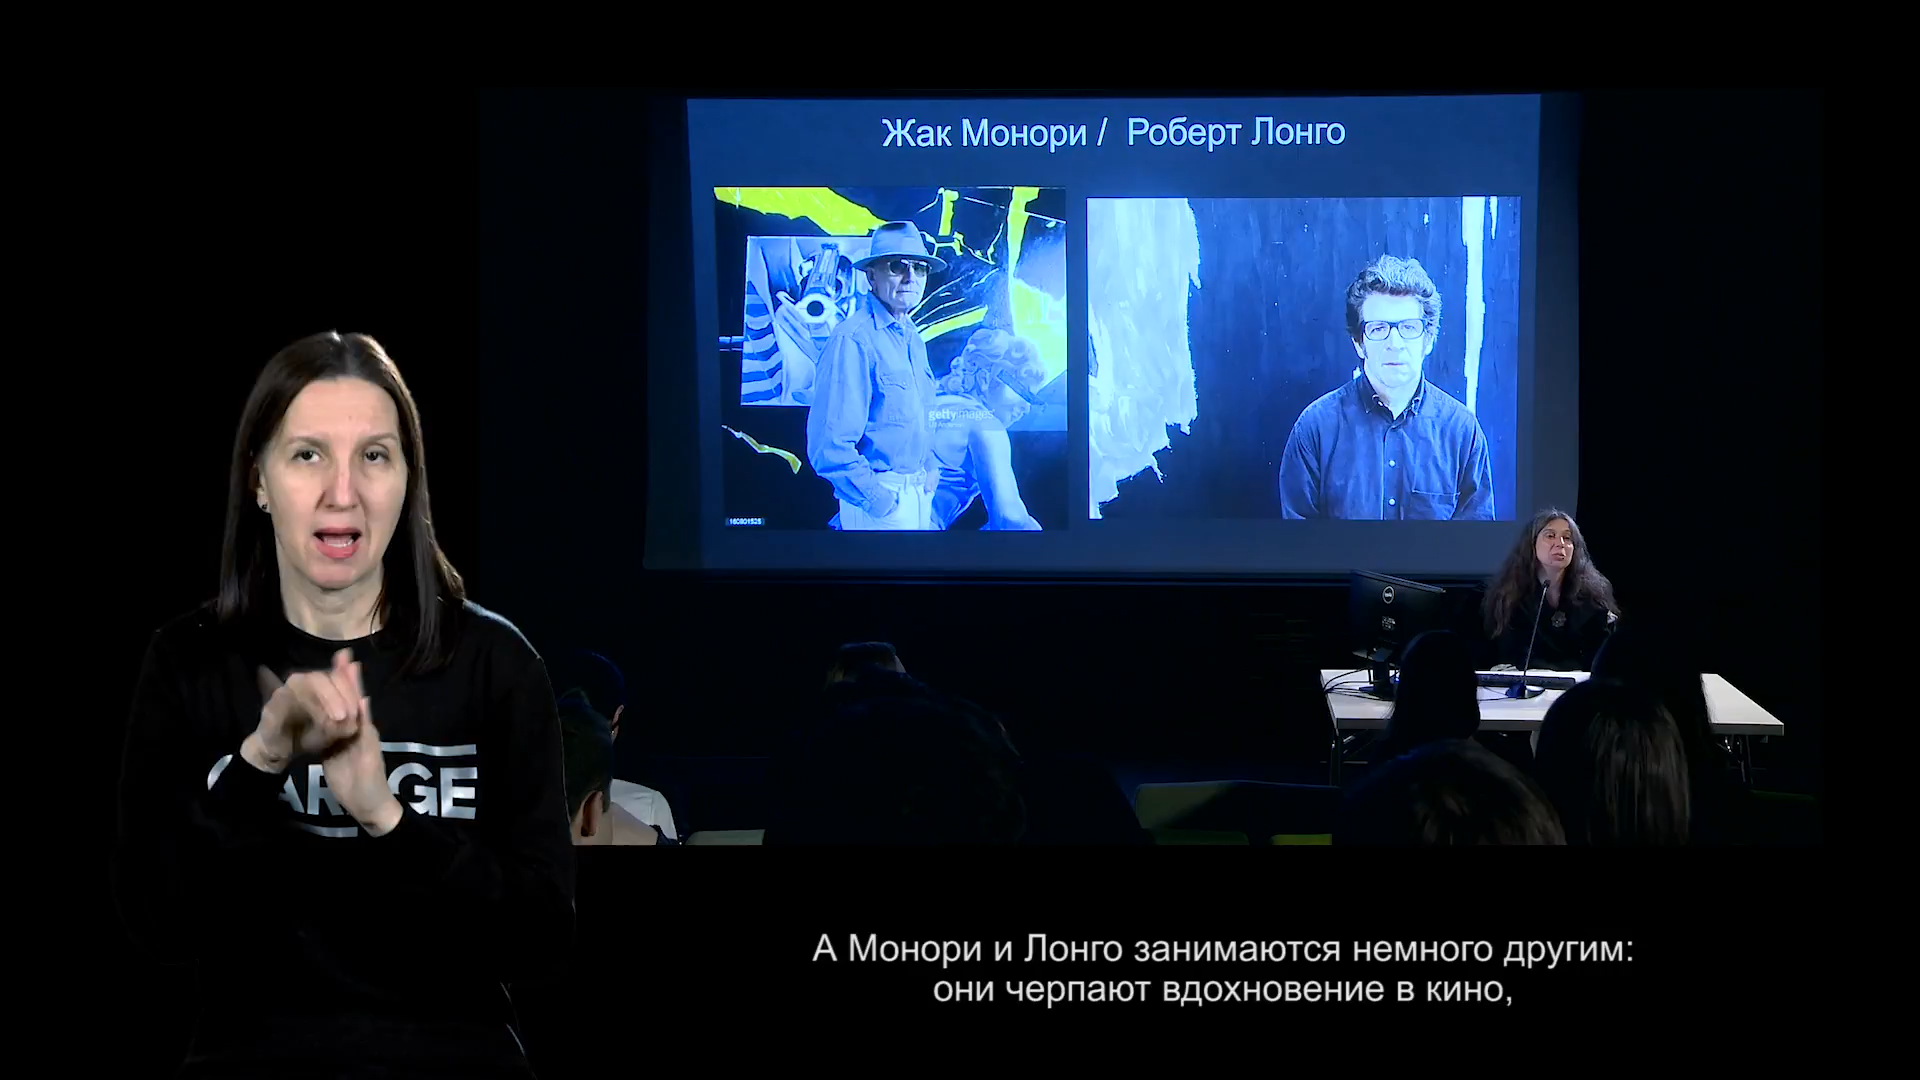 Жак Монори / Роберт Лонго
gettyimages
160801525
GARAGE
А Монори и Лонго занимаются немного другим:
они черпают вдохновение в кино,